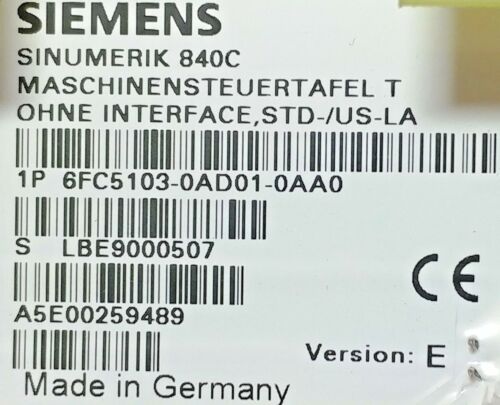 SIEMENS
SINUMERIK 840C
MASCHINENSTEUERTAFEL T
OHNE INTERFACE,STD-/US-LA
1P 6FC5103-0AD01-0AA0
S LBE9000507
CE
A5E00259489
Version: E
Made in Germany